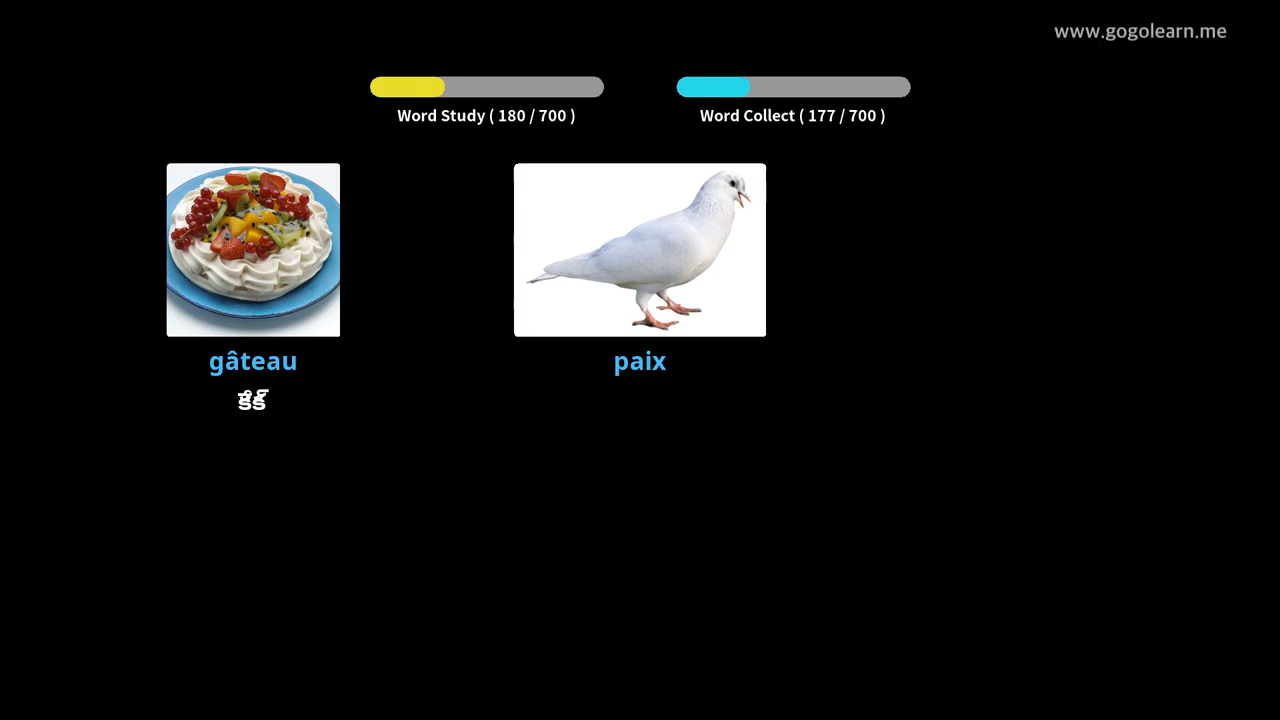 www.gogolearn.me
Word Study ( 180 / 700 )
Word Collect ( 177 / 700 )
gâteau
paix
కేక్